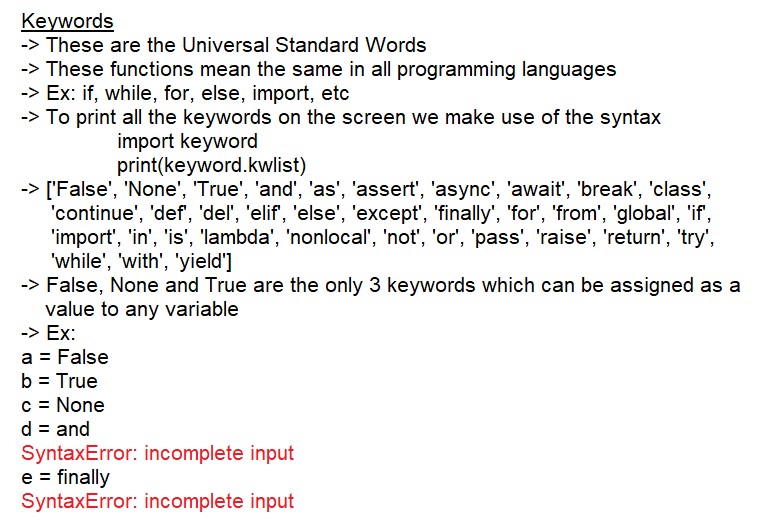 Keywords
-> These are the Universal Standard Words
-> These functions mean the same in all programming languages
-> Ex: if, while, for, else, import, etc
-> To print all the keywords on the screen we make use of the syntax
import keyword
print(keyword.kwlist)
-> ['False', 'None', 'True', 'and', 'as', 'assert', 'async', 'await', 'break', 'class',
'continue', 'def', 'del', 'elif', 'else', 'except', 'finally', 'for', 'from', 'global', 'if',
'import', 'in', 'is', 'lambda', 'nonlocal', 'not', 'or', 'pass', 'raise', 'return', 'try',
'while', 'with', 'yield']
-> False, None and True are the only 3 keywords which can be assigned as a
value to any variable
-> Ex:
a = False
b = True
c = None
d = and
SyntaxError: incomplete input
e = finally
SyntaxError: incomplete input